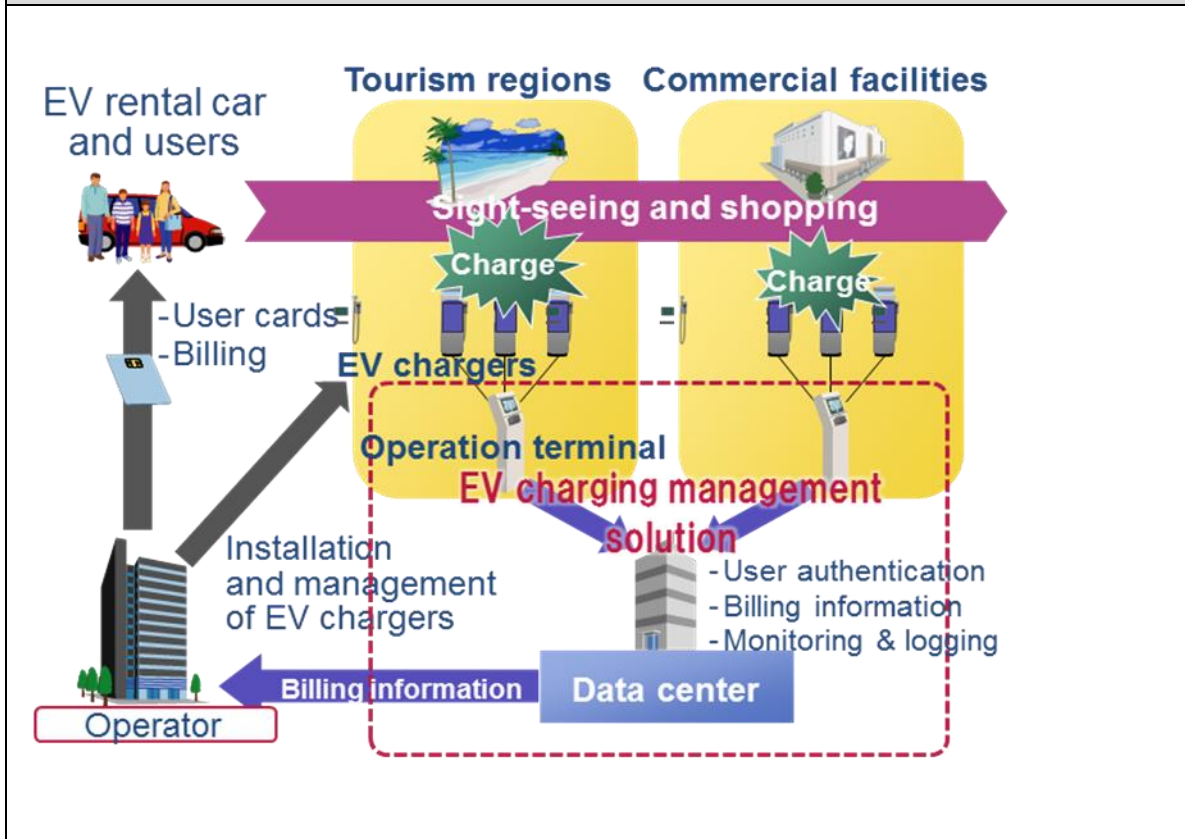 Tourism regions
Commercial facilities
EV rental car
and users
Sight-seeing and shopping
Charge
Charge
-User cards
-Billing
EV chargers
Operation terminal
EV charging management
solution
Installation
and management
of EV chargers
-User authentication
-Billing information
-Monitoring & logging
Billing information
Data center
Operator